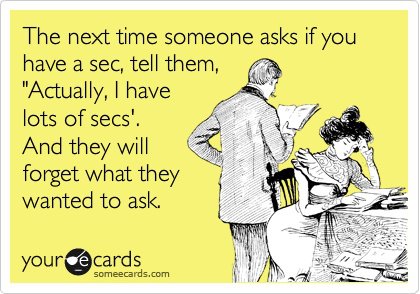 The next time someone asks if you
have a sec, tell them,
"Actually, I have
lots of secs'.
And they will
forget what they
wanted to ask.
your e cards
someecards.com